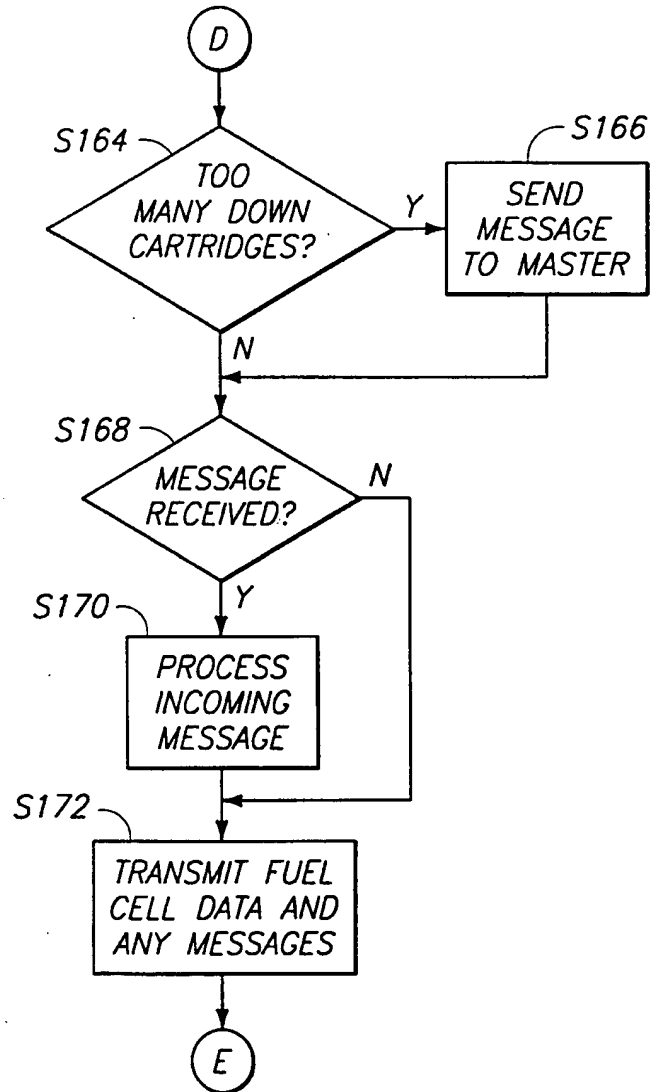 D
S164
TOO
MANY DOWN
CARTRIDGES?
Y
S166
SEND
MESSAGE
TO MASTER
N
S168
MESSAGE
RECEIVED?
N
Y
S170
PROCESS
INCOMING
MESSAGE
S172
TRANSMIT FUEL
CELL DATA AND
ANY MESSAGES
E